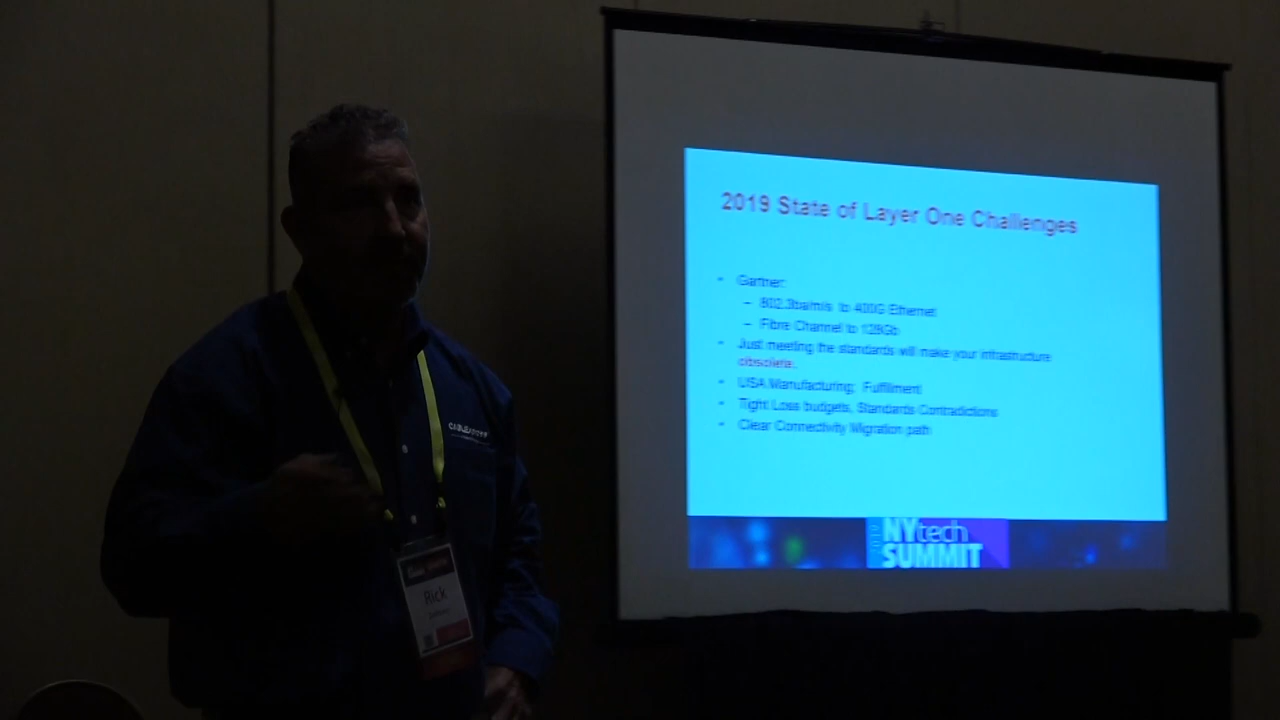 2019 State of Layer One Challenges
• Gartner:
– 802.3ba/m/s to 400G Ethernet
– Fibre Channel to 128Gb
• Just meeting the standards will make your infrastructure
obsolete.
• USA Manufacturing; Fulfillment
• Tight Loss budgets, Standards Contradictions
• Clear Connectivity Migration path
2019 NYtech
SUMMIT
Rick